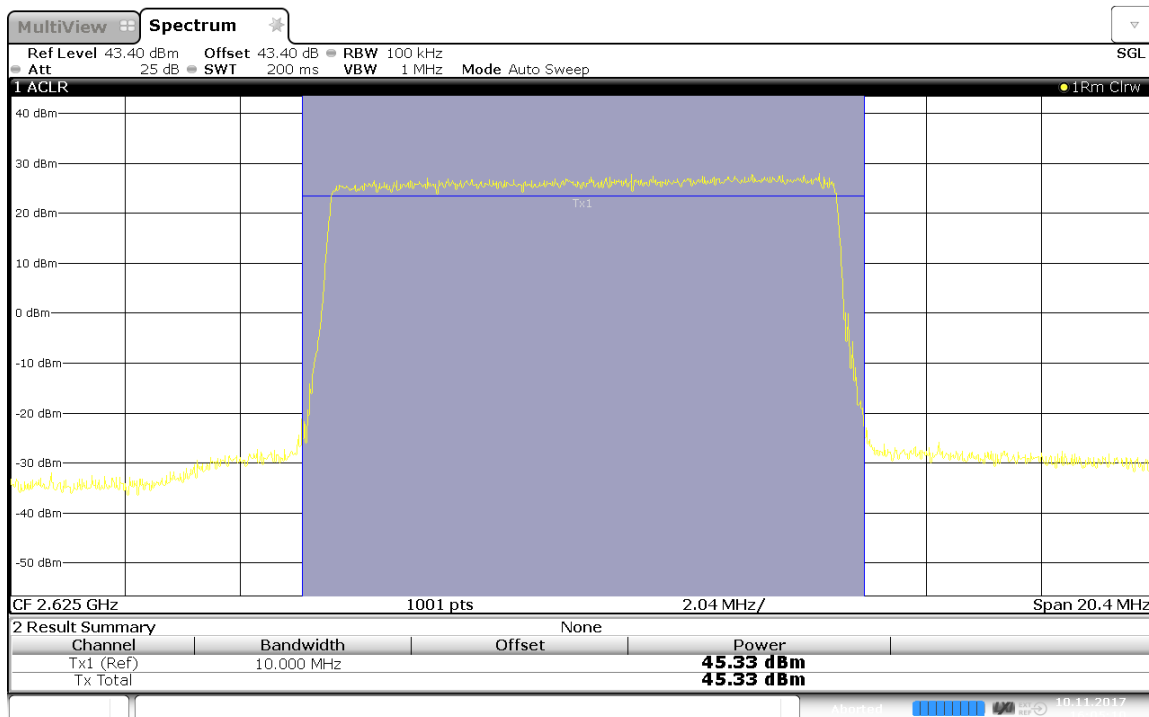 MultiView Spectrum
Ref Level 43.40 dBm Offset 43.40 dB RBW 100 kHz SGL
Att 25 dB SWT 200 ms VBW 1 MHz Mode Auto Sweep
1 ACLR 1Rm Clrw
40 dBm
30 dBm
Tx1
20 dBm
10 dBm
0 dBm
-10 dBm
-20 dBm
-30 dBm
-40 dBm
-50 dBm
CF 2.625 GHz 1001 pts 2.04 MHz/ Span 20.4 MHz
2 Result Summary None
Channel Bandwidth Offset Power
Tx1 (Ref) 10.000 MHz 45.33 dBm
Tx Total 45.33 dBm
Aborted 10.11.2017